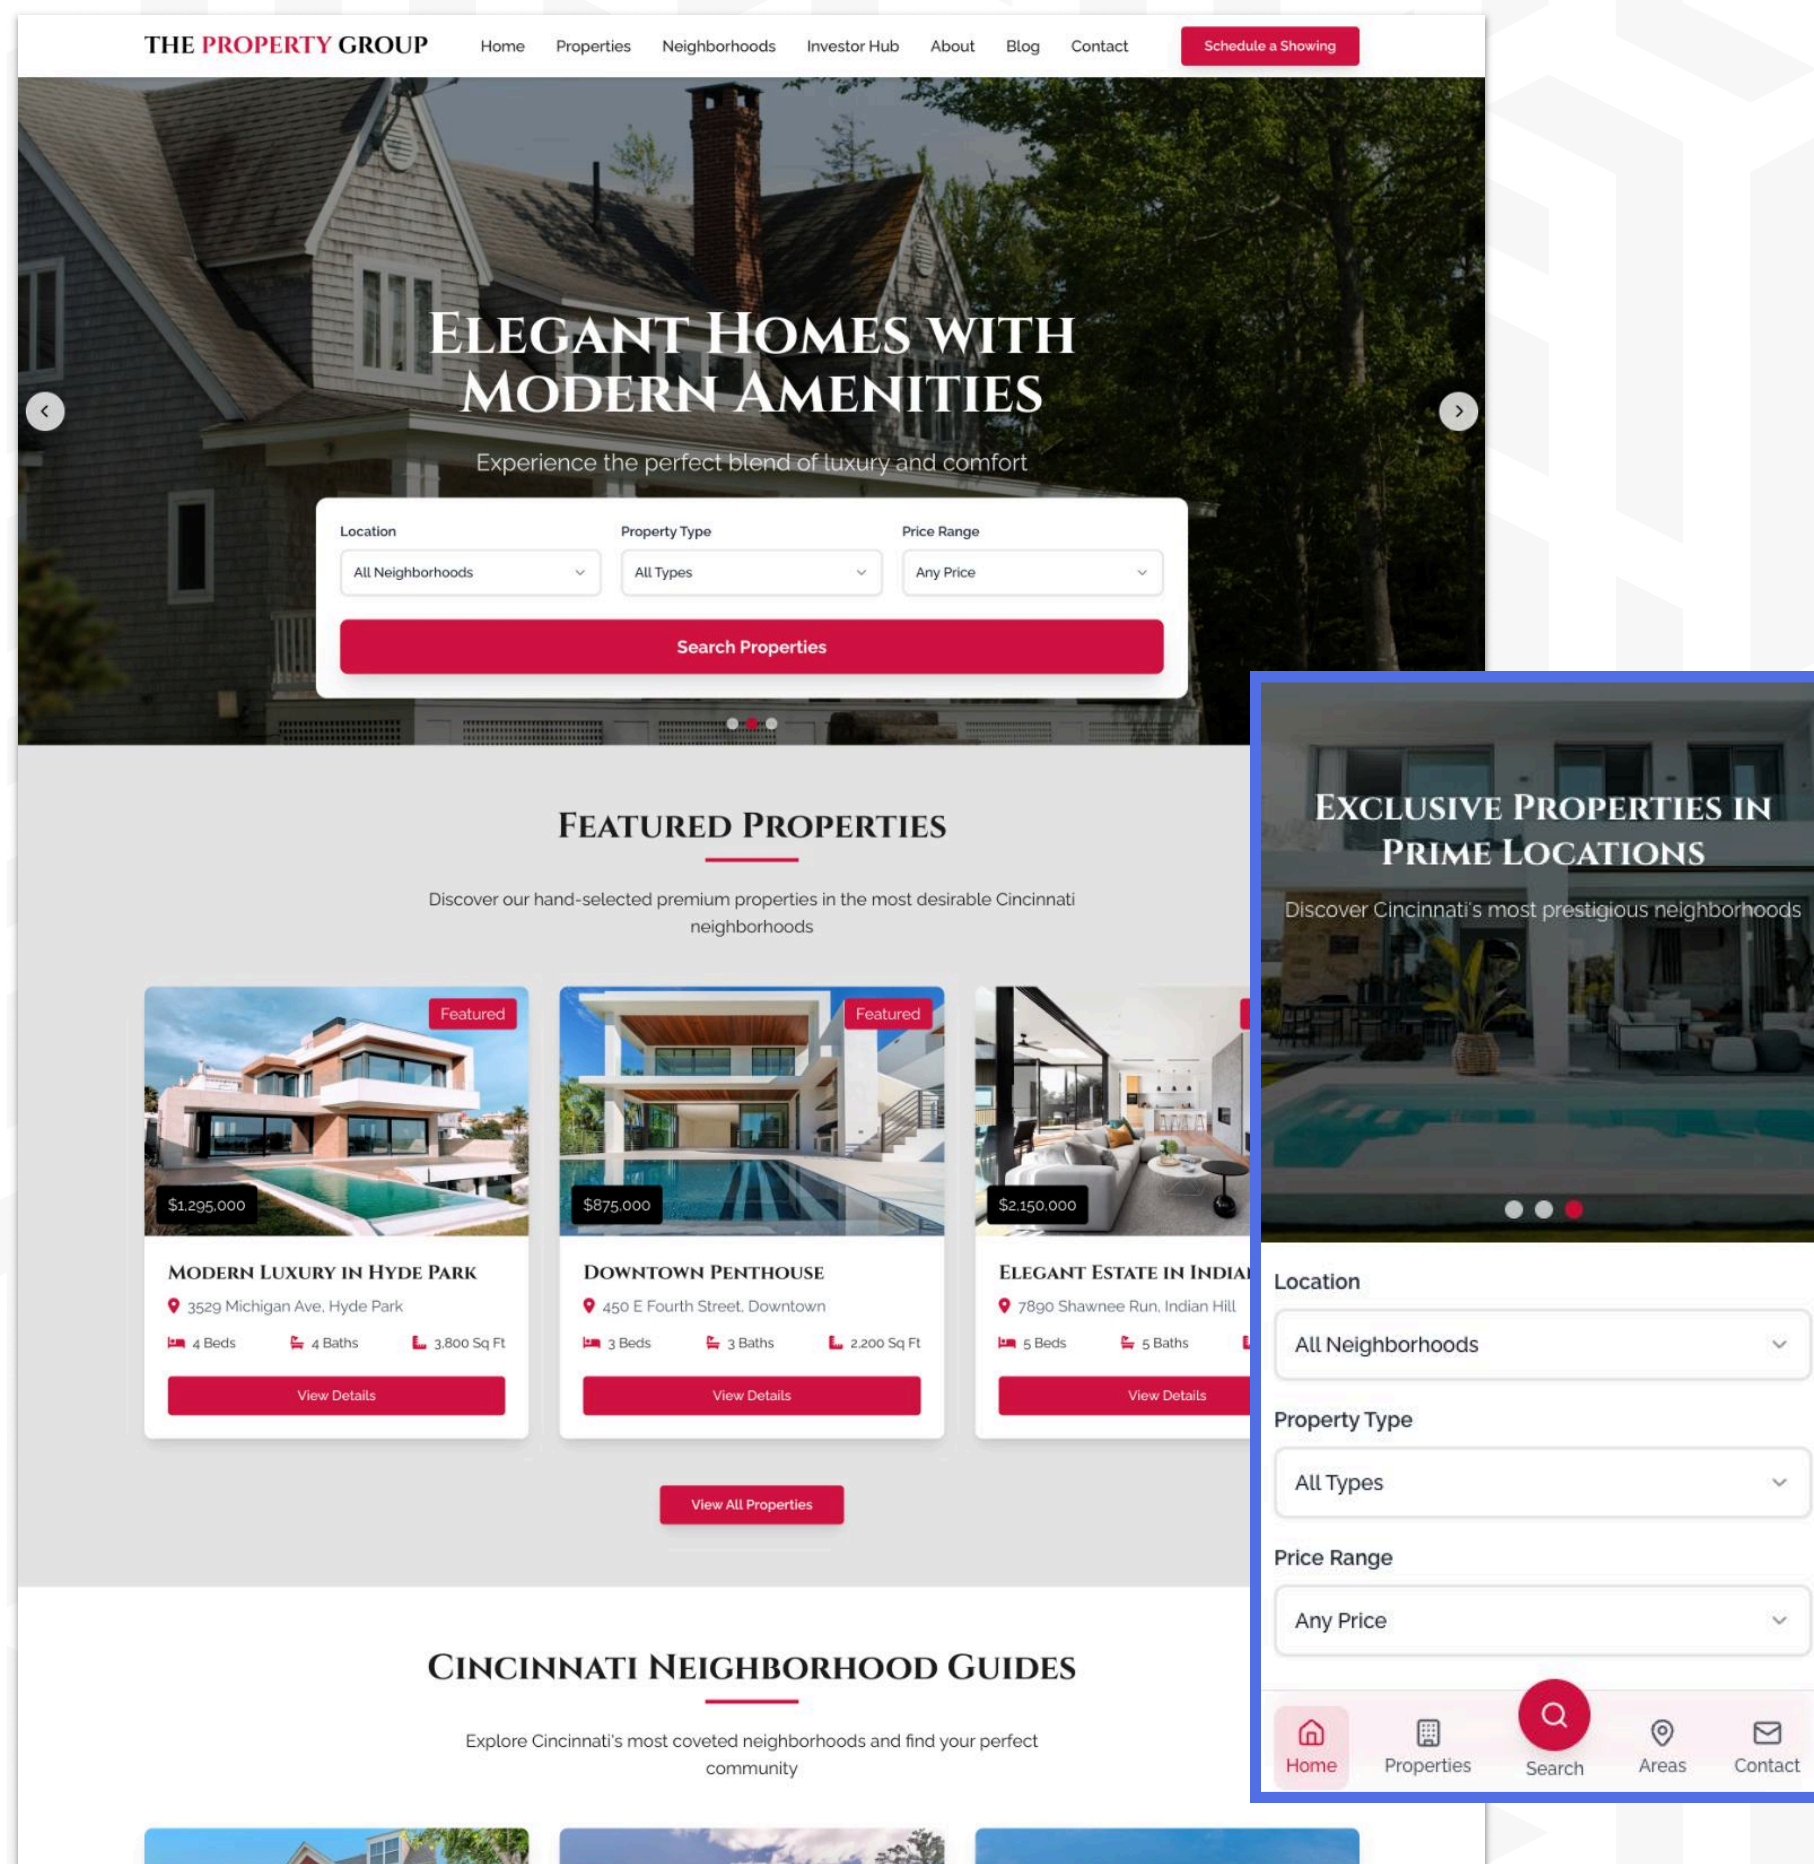 THE PROPERTY GROUP
Home Properties Neighborhoods Investor Hub About Blog Contact
Schedule a Showing
ELEGANT HOMES WITH
MODERN AMENITIES
Experience the perfect blend of luxury and comfort
Location Property Type Price Range
All Neighborhoods All Types Any Price
Search Properties
FEATURED PROPERTIES
Discover our hand-selected premium properties in the most desirable Cincinnati
neighborhoods
Featured
$1,295,000
MODERN LUXURY IN HYDE PARK
3529 Michigan Ave, Hyde Park
4 Beds 4 Baths 3,800 Sq Ft
View Details
Featured
$875,000
DOWNTOWN PENTHOUSE
450 E Fourth Street, Downtown
3 Beds 3 Baths 2,200 Sq Ft
View Details
$2,150,000
ELEGANT ESTATE IN
7890 Shawnee Run, Indian Hill
5 Beds 5 Baths
View Details
View All Properties
CINCINNATI NEIGHBORHOOD GUIDES
Explore Cincinnati's most coveted neighborhoods and find your perfect
community
EXCLUSIVE PROPERTIES IN
PRIME LOCATIONS
Discover Cincinnati's most prestigious neighborhoods
Location
All Neighborhoods
Property Type
All Types
Price Range
Any Price
Home Properties Search Areas Contact